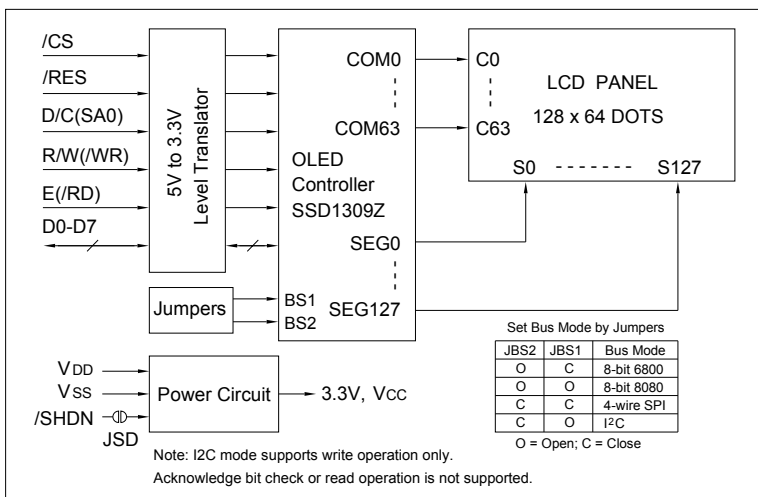 /CS
/RES
D/C(SA0)
R/W(/WR)
E(/RD)
D0-D7
5V to 3.3V
Level Translator
OLED
Controller
SSD1309Z
COM0
COM63
SEG0
SEG127
BS1
BS2
Jumpers
C0
C63
LCD PANEL
128 x 64 DOTS
S0 ------- S127
VDD
VSS
/SHDN
JSD
Power Circuit
3.3V, VCC
Set Bus Mode by Jumpers
JBS2 JBS1 Bus Mode
O C 8-bit 6800
O O 8-bit 8080
C C 4-wire SPI
C O I²C
O = Open; C = Close
Note: I2C mode supports write operation only.
Acknowledge bit check or read operation is not supported.